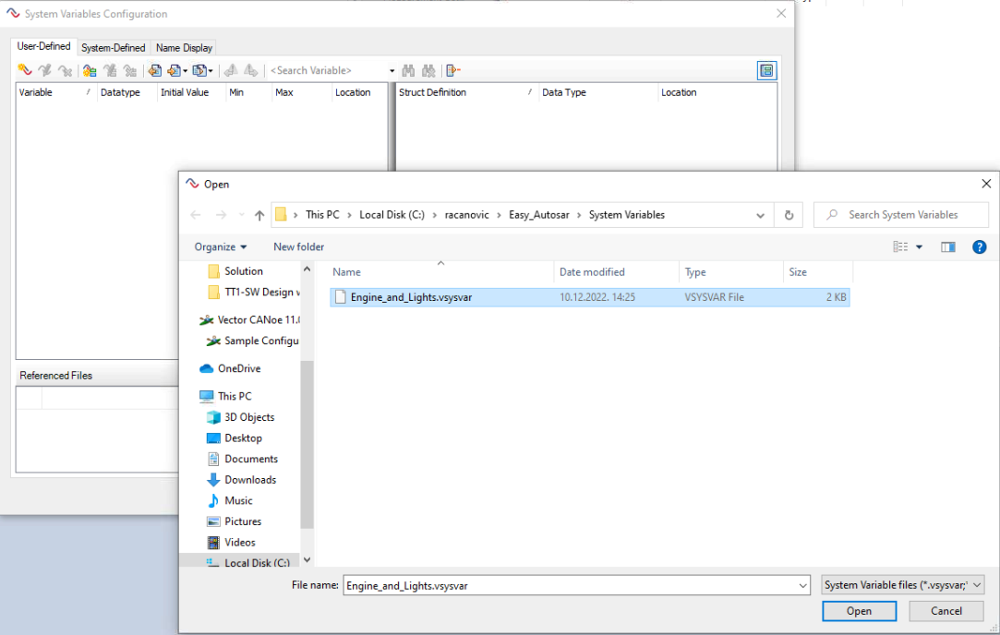 System Variables Configuration
User-Defined System-Defined Name Display
<Search Variable>
Variable / Datatype Initial Value Min Max Location
Struct Definition / Data Type Location
Referenced Files
Open
This PC › Local Disk (C:) › racanovic › Easy_Autosar › System Variables
Search System Variables
Organize New folder
Name Date modified Type Size
Engine_and_Lights.vsysvar 10.12.2022. 14:25 VSYSVAR File 2 KB
Solution
TT1-SW Design
Vector CANoe 11.0
Sample Configu
OneDrive
This PC
3D Objects
Desktop
Documents
Downloads
Music
Pictures
Videos
Local Disk (C:)
File name: Engine_and_Lights.vsysvar System Variable files (*.vsysvar;
Open Cancel